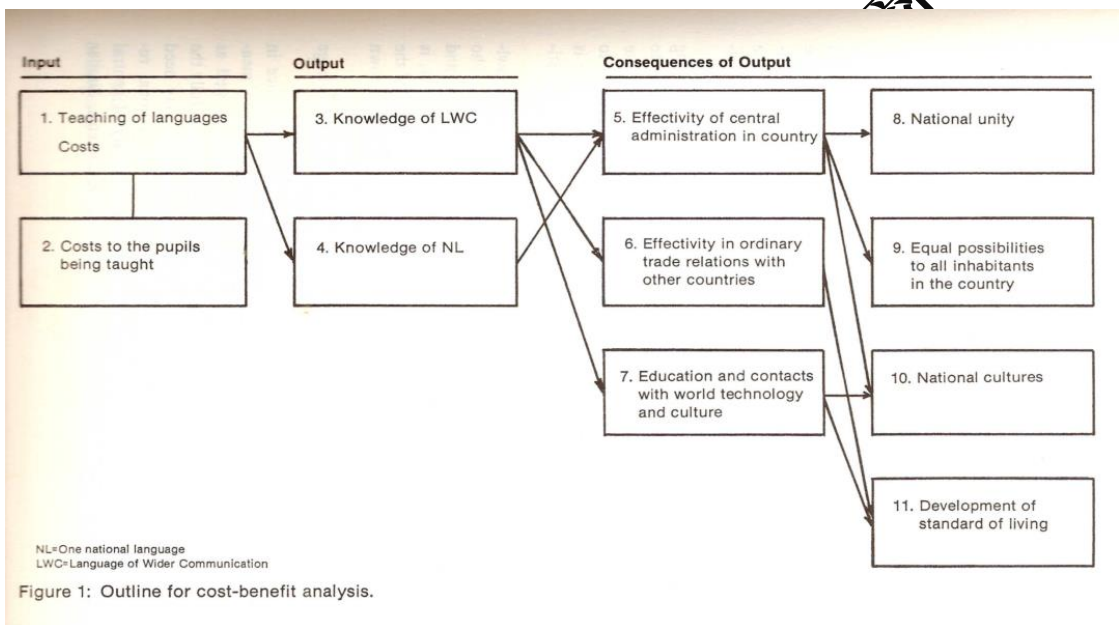 Input
Output
Consequences of Output
1. Teaching of languages
Costs
2. Costs to the pupils
being taught
3. Knowledge of LWC
4. Knowledge of NL
5. Effectivity of central
administration in country
6. Effectivity in ordinary
trade relations with
other countries
7. Education and contacts
with world technology
and culture
8. National unity
9. Equal possibilities
to all inhabitants
in the country
10. National cultures
11. Development of
standard of living
NL=One national language
LWC=Language of Wider Communication
Figure 1: Outline for cost-benefit analysis.